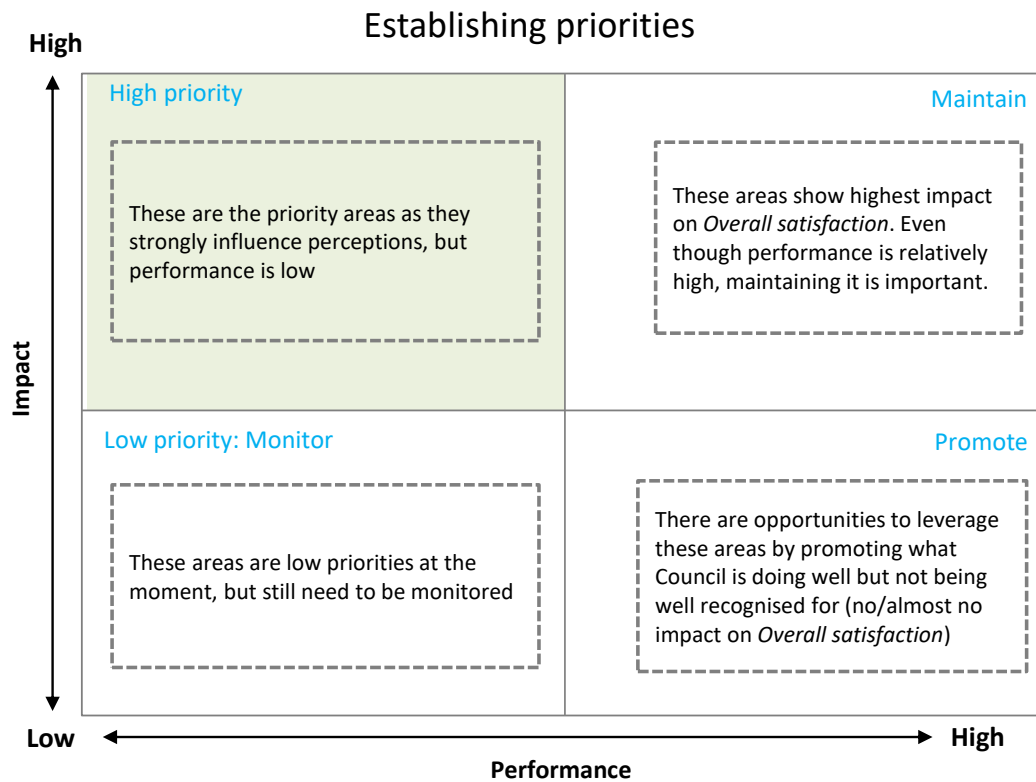 Establishing priorities
High
High priority
Maintain
These are the priority areas as they
strongly influence perceptions, but
performance is low
These areas show highest impact
on Overall satisfaction. Even
though performance is relatively
high, maintaining it is important.
Impact
Low priority: Monitor
Promote
These areas are low priorities at the
moment, but still need to be monitored
There are opportunities to leverage
these areas by promoting what
Council is doing well but not being
well recognised for (no/almost no
impact on Overall satisfaction)
Low
High
Performance